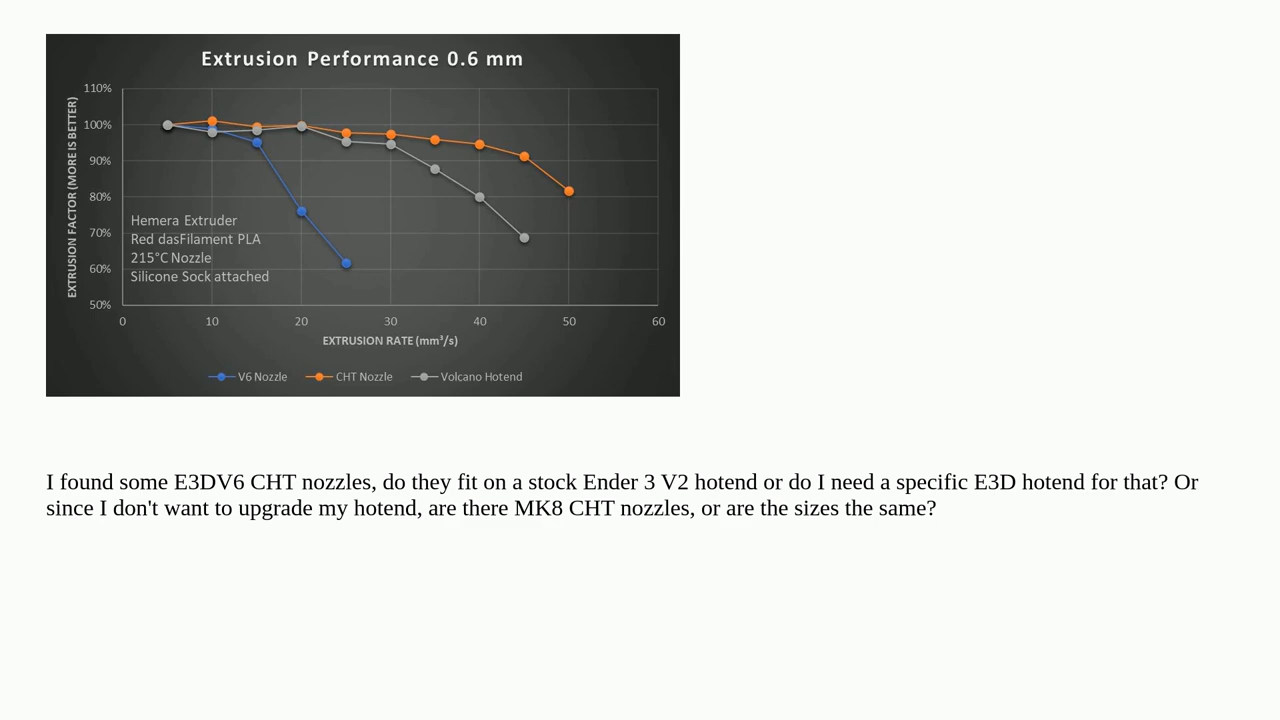 Extrusion Performance 0.6 mm
EXTRUSION FACTOR (MORE IS BETTER)
110%
100%
90%
80%
70%
60%
50%
Hemera Extruder
Red dasFilament PLA
215°C Nozzle
Silicone Sock attached
0 10 20 30 40 50 60
EXTRUSION RATE (mm³/s)
V6 Nozzle CHT Nozzle Volcano Hotend
I found some E3DV6 CHT nozzles, do they fit on a stock Ender 3 V2 hotend or do I need a specific E3D hotend for that? Or
since I don't want to upgrade my hotend, are there MK8 CHT nozzles, or are the sizes the same?